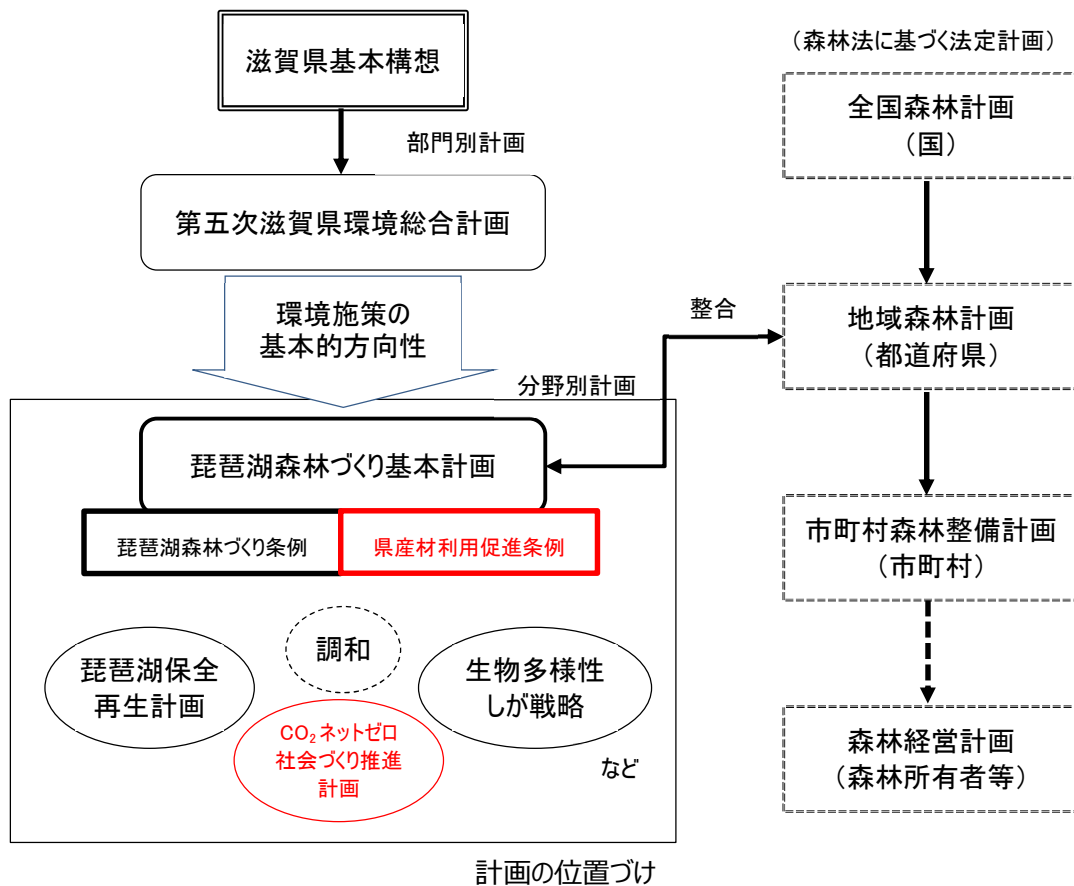 滋賀県基本構想
部門別計画
第五次滋賀県環境総合計画
環境施策の
基本的方向性
分野別計画
琵琶湖森林づくり基本計画
琵琶湖森林づくり条例
県産材利用促進条例
調和
琵琶湖保全
再生計画
生物多様性
しが戦略
CO₂ネットゼロ
社会づくり推進
計画
など
整合
（森林法に基づく法定計画）
全国森林計画
（国）
地域森林計画
（都道府県）
市町村森林整備計画
（市町村）
森林経営計画
（森林所有者等）
計画の位置づけ